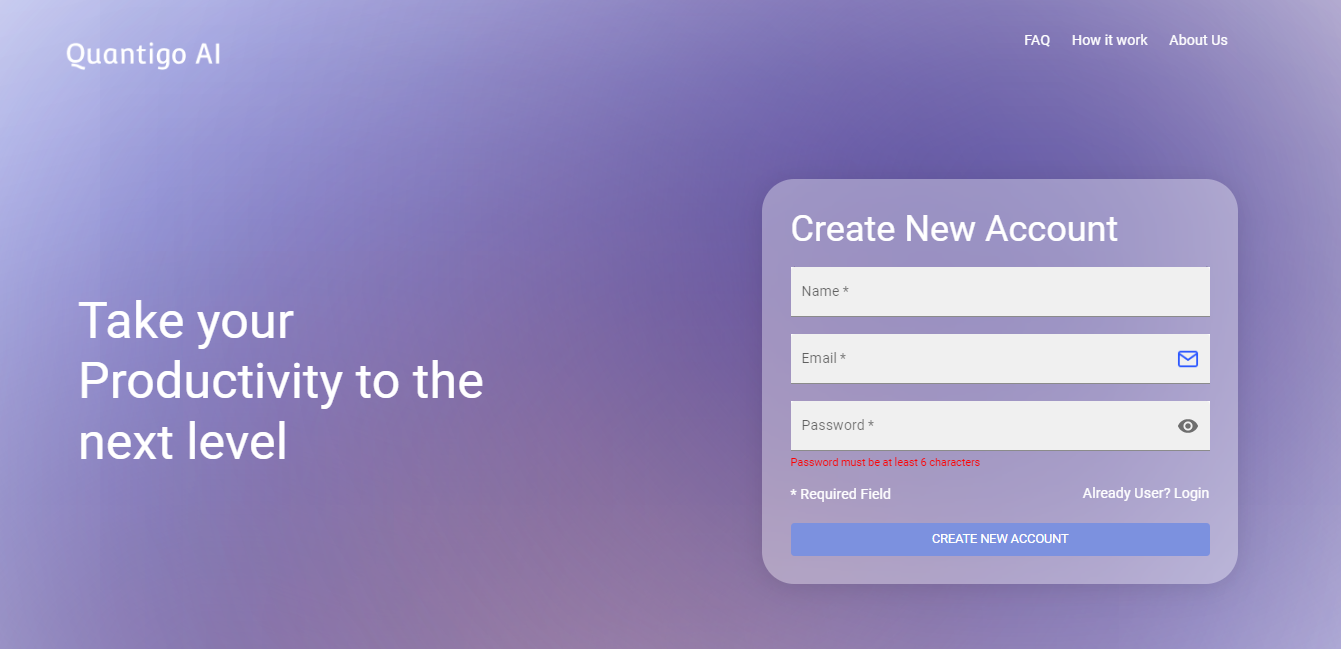 Quantigo AI
FAQ How it work About Us
Take your
Productivity to the
next level
Create New Account
Name *
Email *
Password *
Password must be at least 6 characters
* Required Field Already User? Login
CREATE NEW ACCOUNT